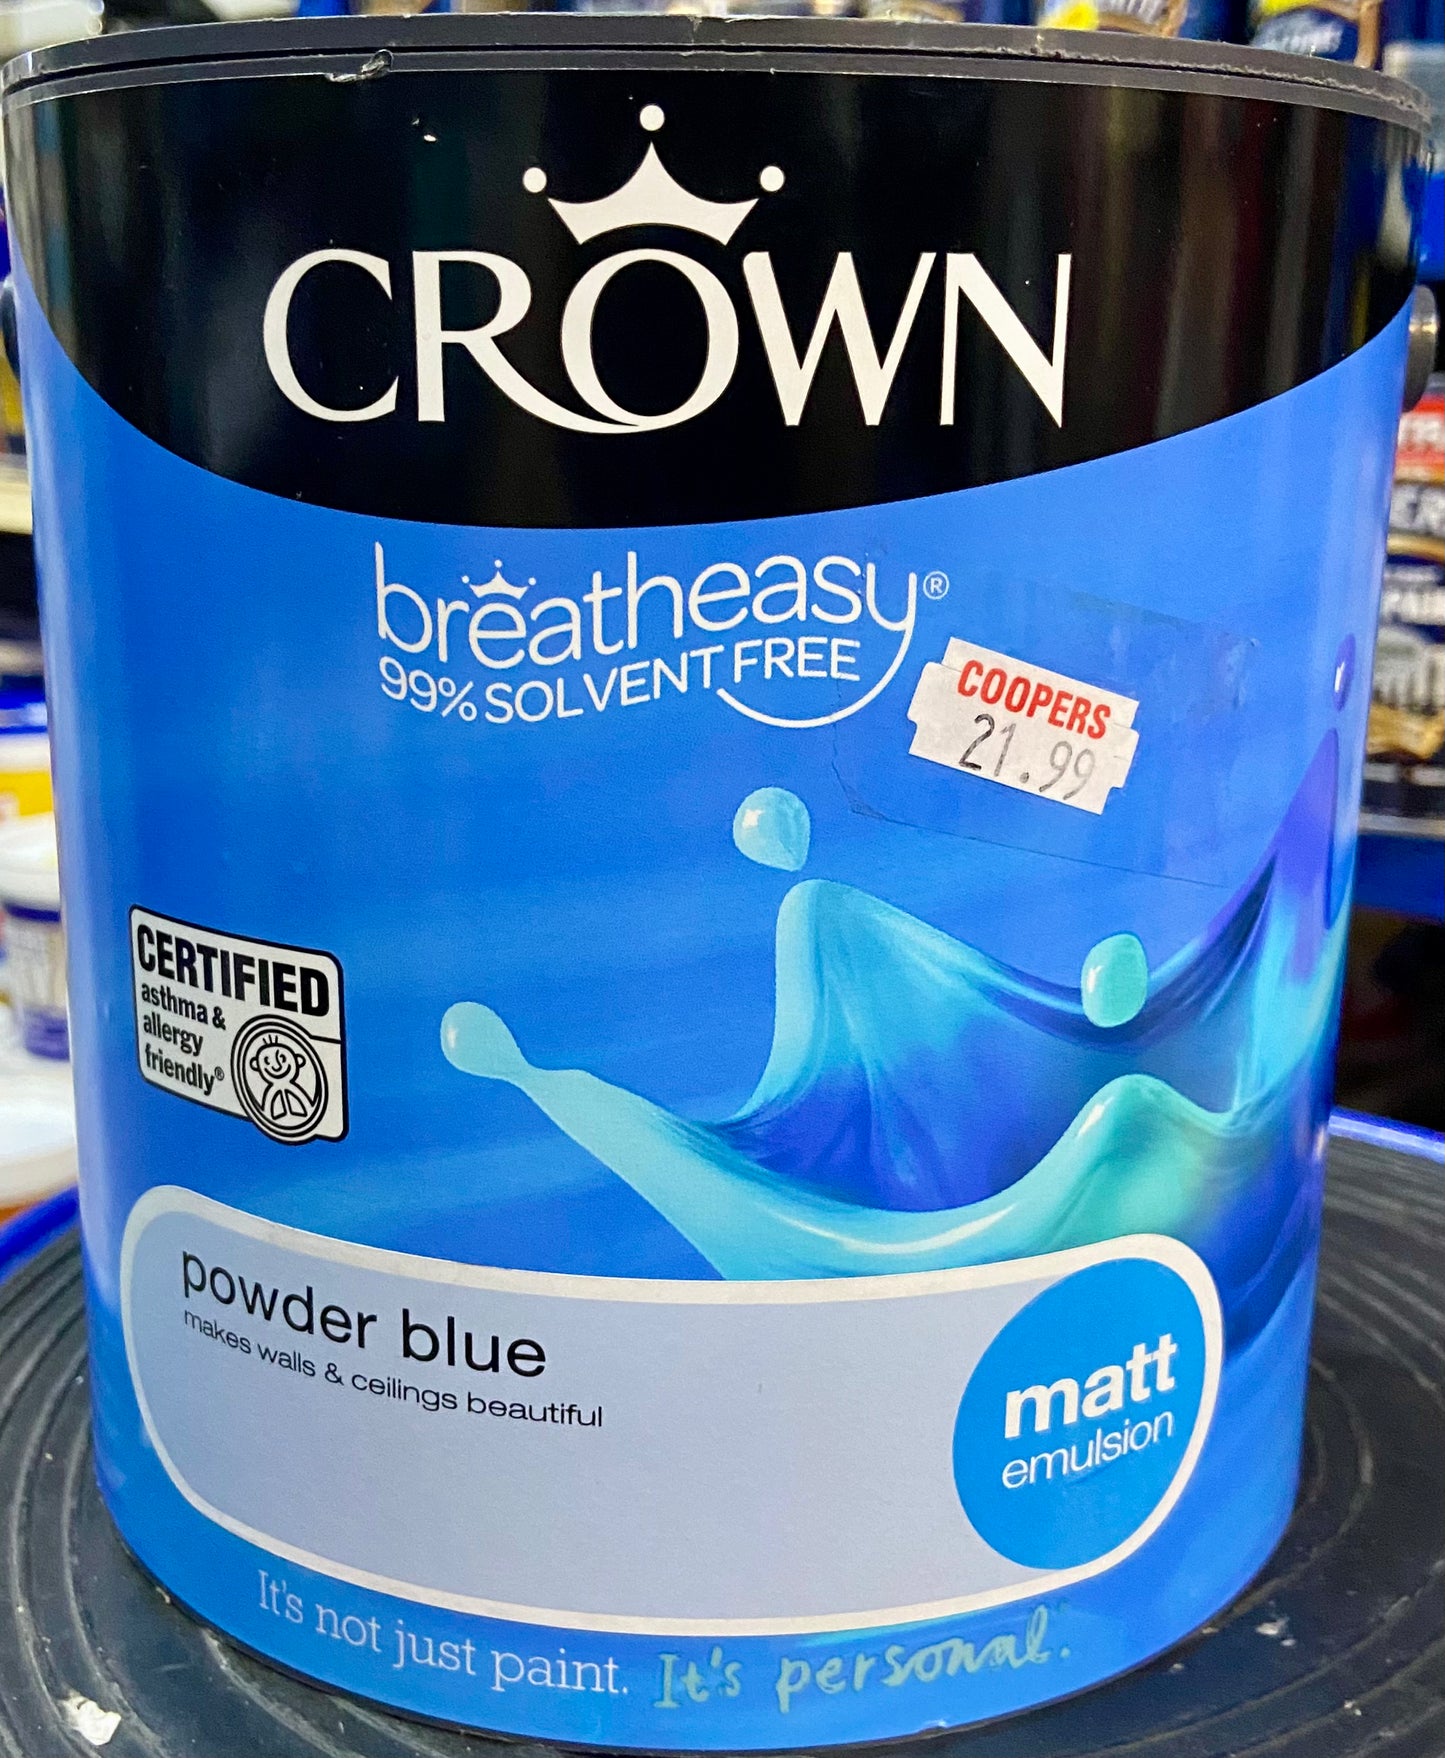 CROWN
breatheasy®
99% SOLVENT FREE
COOPERS
21.99
CERTIFIED
asthma &
allergy
friendly®
powder blue
makes walls & ceilings beautiful
matt
emulsion
It's not just paint. It's personal.